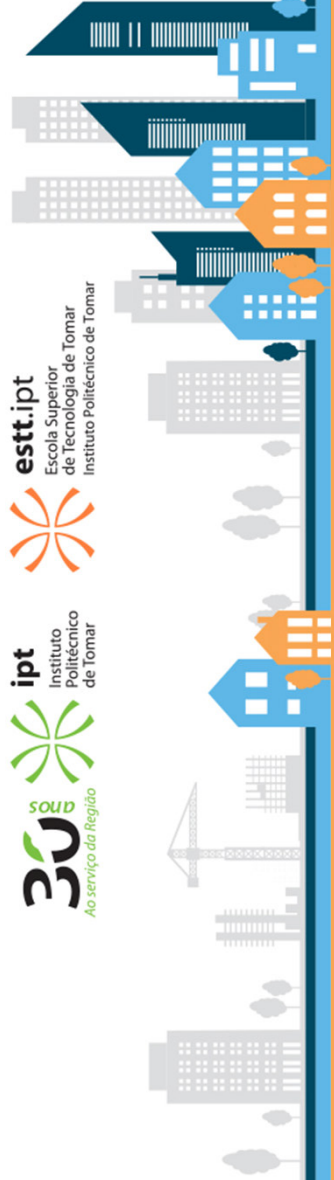 30
anos
Ao serviço da Região
ipt
Instituto
Politécnico
de Tomar
estt.ipt
Escola Superior
de Tecnologia de Tomar
Instituto Politécnico de Tomar